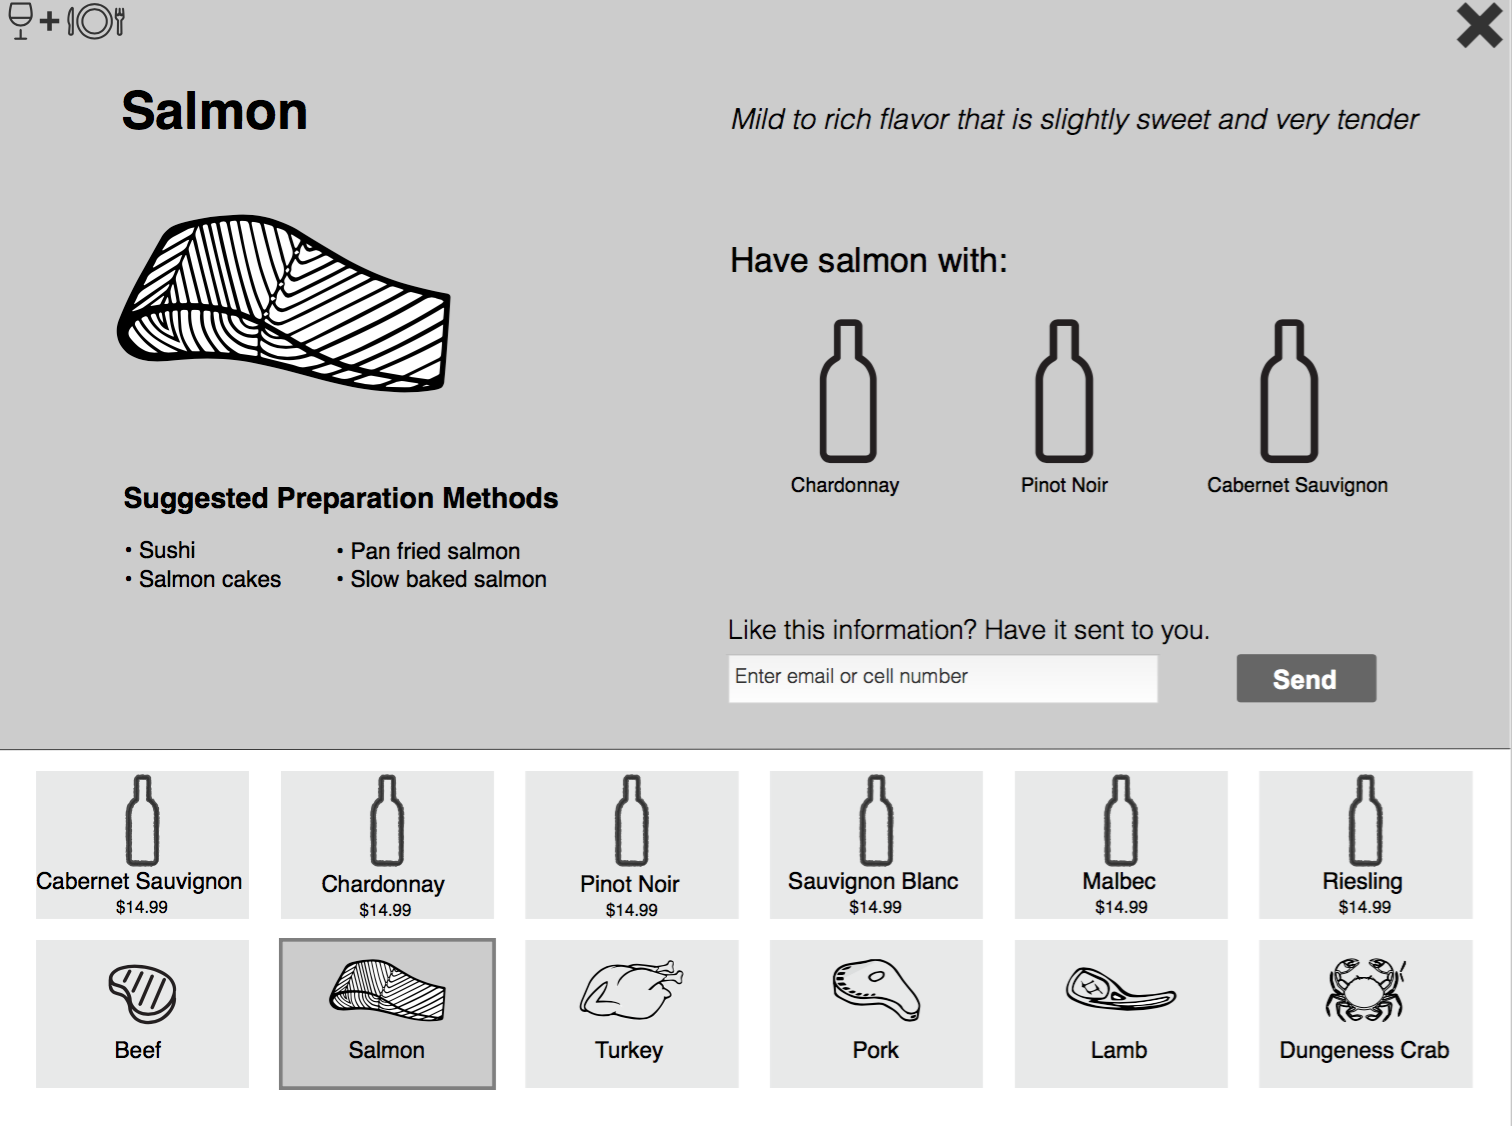 Salmon
Mild to rich flavor that is slightly sweet and very tender
Have salmon with:
Chardonnay
Pinot Noir
Cabernet Sauvignon
Suggested Preparation Methods
• Sushi
• Salmon cakes
• Pan fried salmon
• Slow baked salmon
Like this information? Have it sent to you.
Enter email or cell number
Send
Cabernet Sauvignon
$14.99
Chardonnay
$14.99
Pinot Noir
$14.99
Sauvignon Blanc
$14.99
Malbec
$14.99
Riesling
$14.99
Beef
Salmon
Turkey
Pork
Lamb
Dungeness Crab